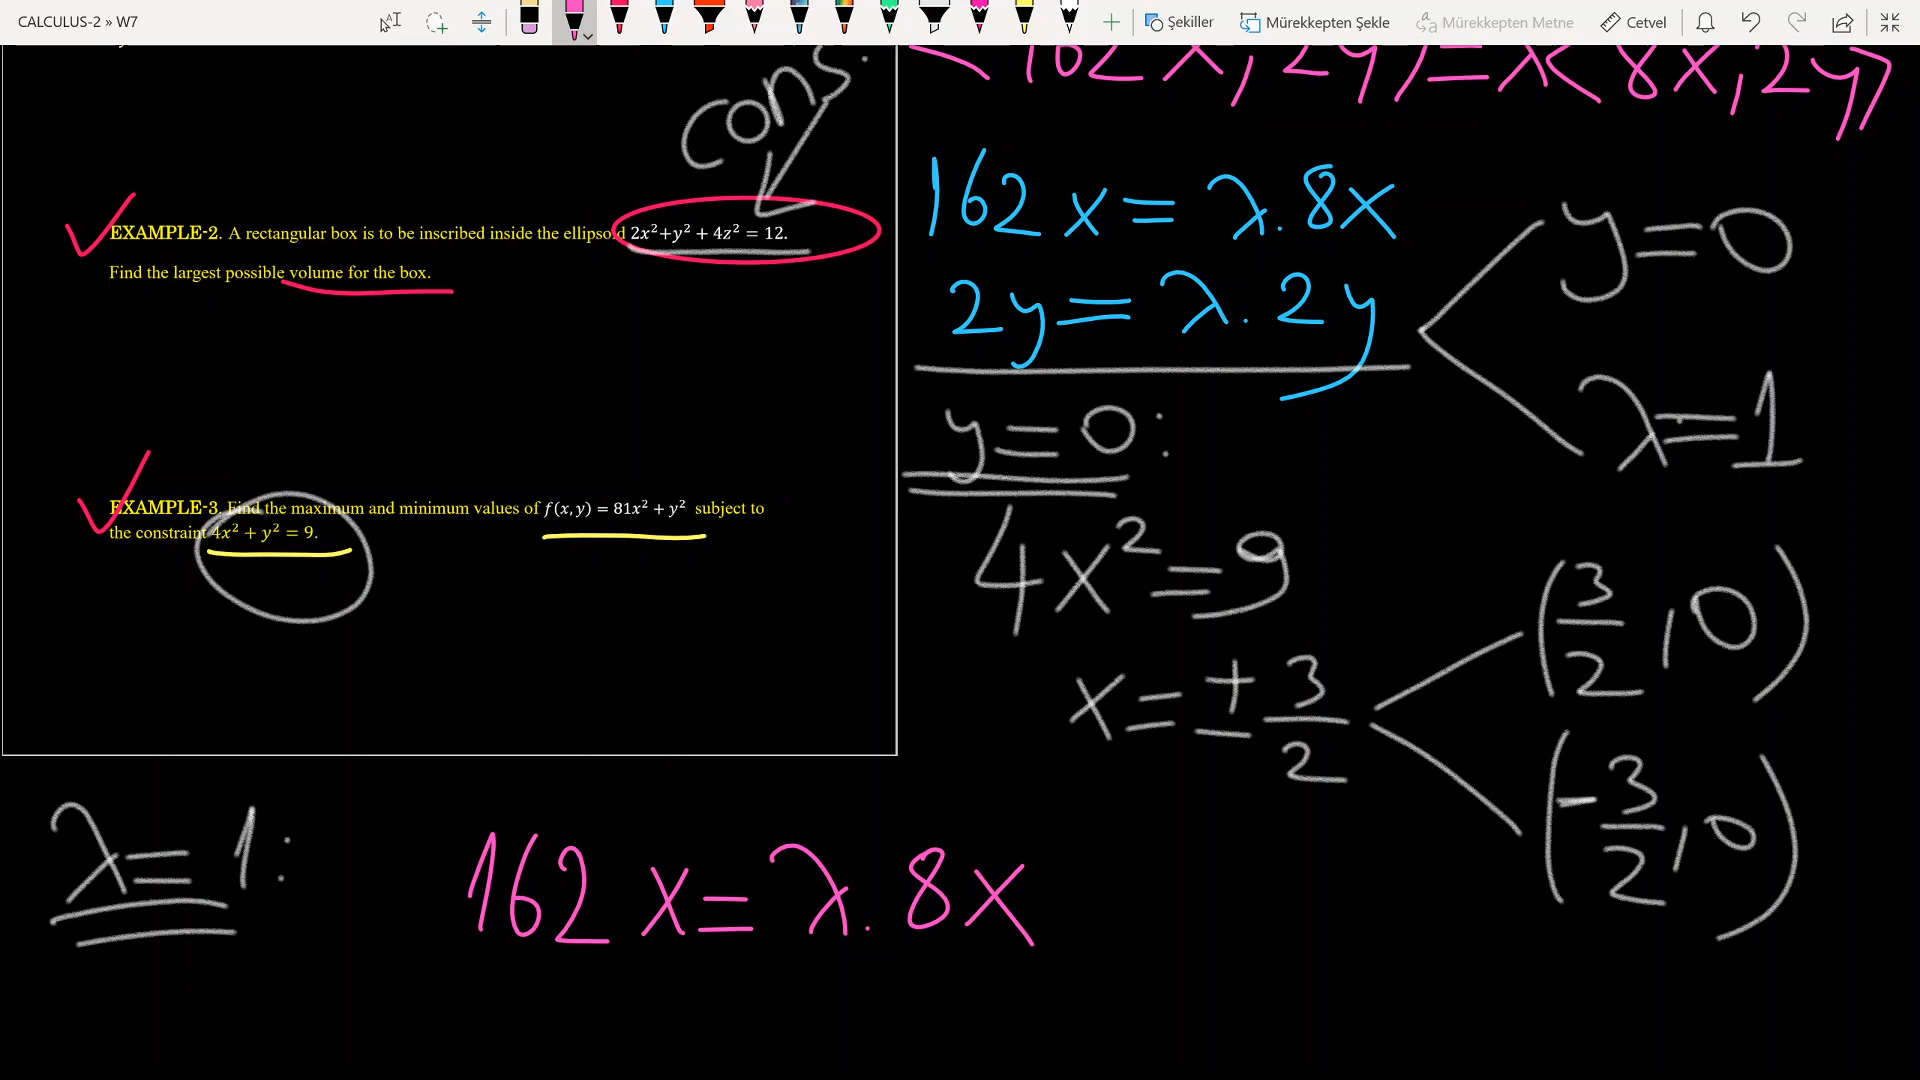 CALCULUS-2 » W7
Şekiller
Mürekkepten Şekle
Mürekkepten Metne
Cetvel
cons.
EXAMPLE-2. A rectangular box is to be inscribed inside the ellipsoid 2x²+y² + 4z² = 12.
Find the largest possible volume for the box.
EXAMPLE-3. Find the maximum and minimum values of f(x, y) = 81x² + y² subject to
the constraint 4x² + y² = 9.
<162x, 2y> = λ<8x, 2y>
162x = λ.8x
2y = λ.2y
y = 0
λ = 1
y = 0:
4x² = 9
x = ± 3/2
(3/2, 0)
(-3/2, 0)
λ = 1:
162x = λ.8x